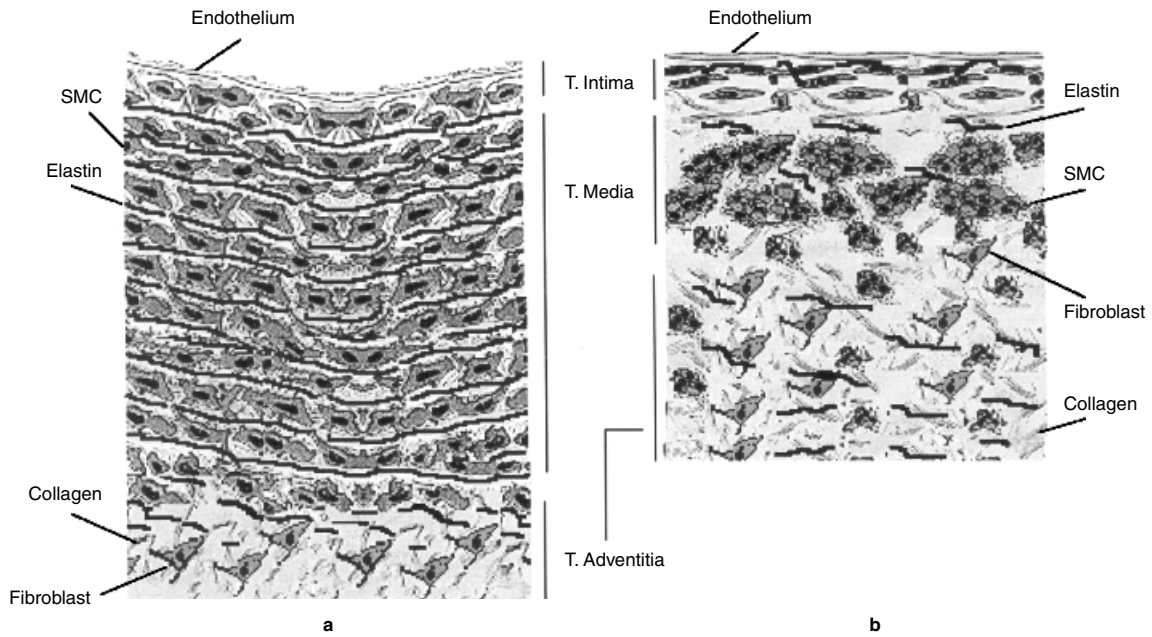 Endothelium
SMC
Elastin
Collagen
Fibroblast
T. Intima
T. Media
T. Adventitia
Endothelium
Elastin
SMC
Fibroblast
Collagen
a
b